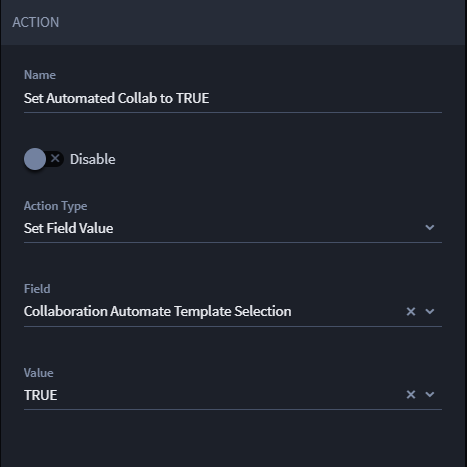 ACTION
Name
Set Automated Collab to TRUE
Disable
Action Type
Set Field Value
Field
Collaboration Automate Template Selection
Value
TRUE